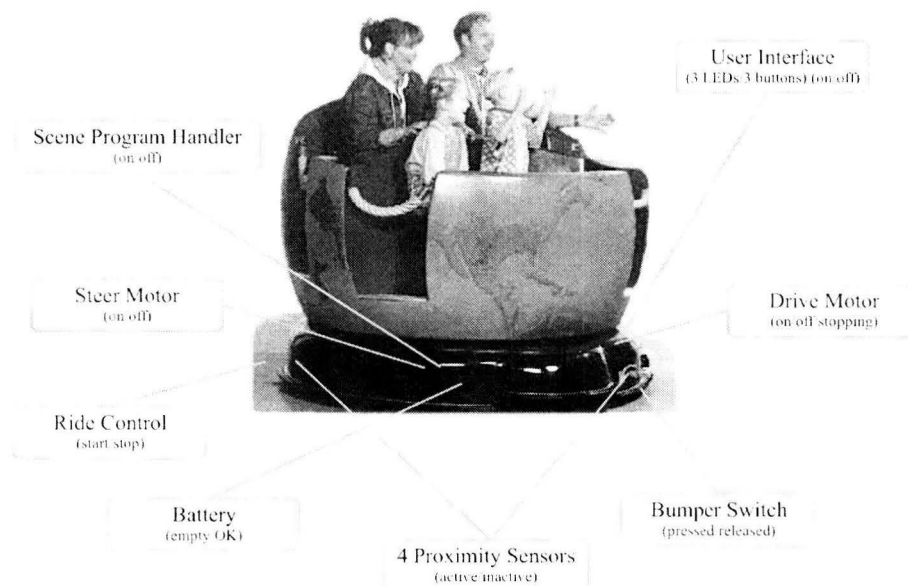 User Interface
(3 LEDs 3 buttons) (on off)
Scene Program Handler
(on off)
Steer Motor
(on off)
Drive Motor
(on off stopping)
Ride Control
(start stop)
Battery
(empty OK)
Bumper Switch
(pressed released)
4 Proximity Sensors
(active inactive)